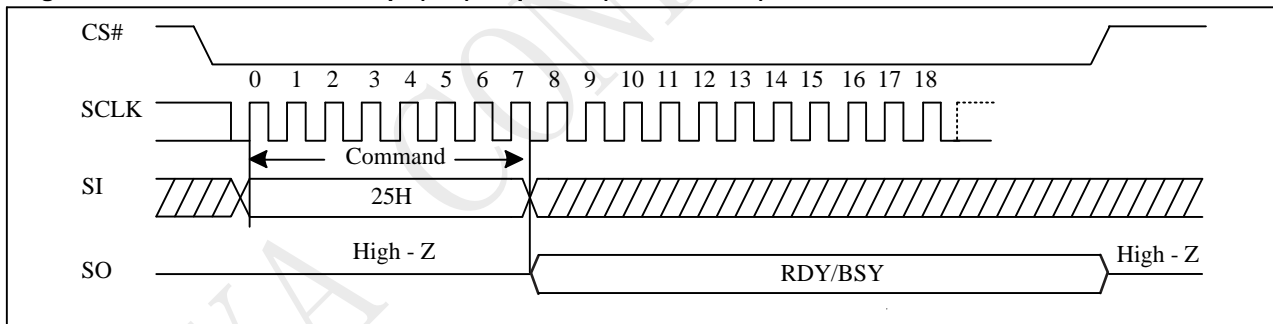 CS#
0 1 2 3 4 5 6 7 8 9 10 11 12 13 14 15 16 17 18
SCLK
Command
SI
25H
High - Z
High - Z
SO
RDY/BSY